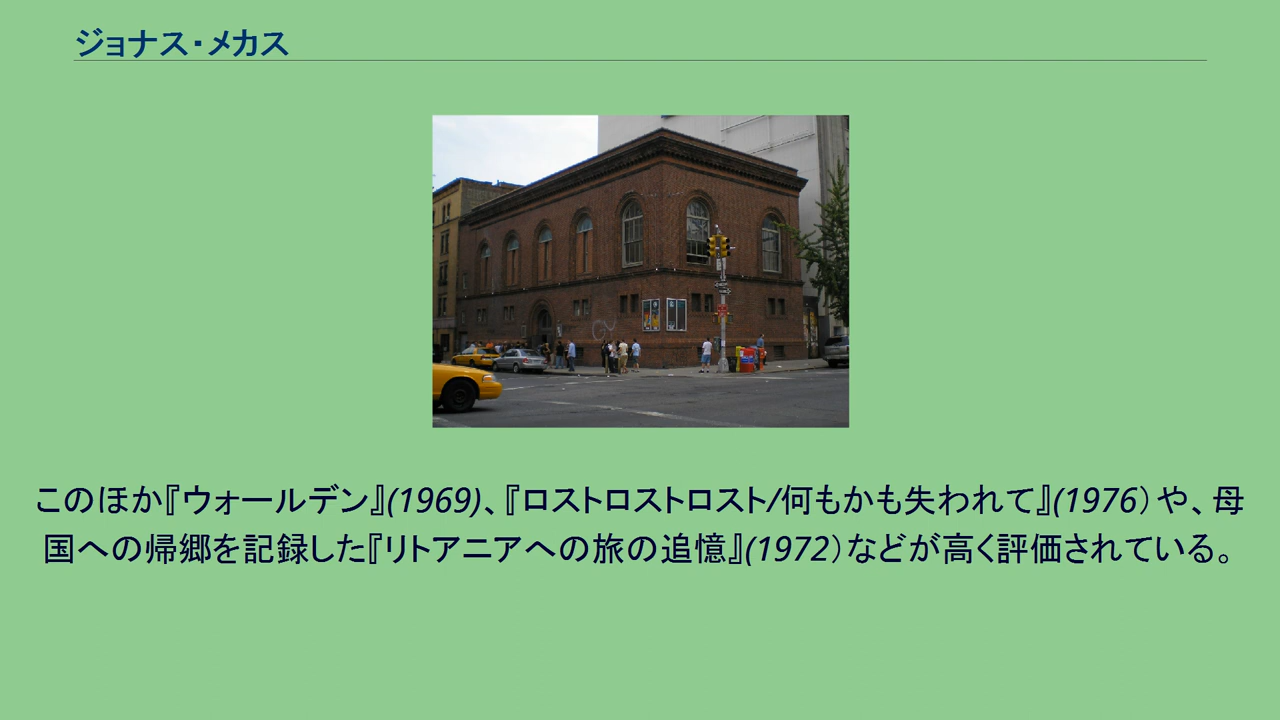 ジョナス・メカス
このほか『ウォールデン』(1969)、『ロストロストロスト/何もかも失われて』(1976）や、母
国への帰郷を記録した『リトアニアへの旅の追憶』(1972）などが高く評価されている。